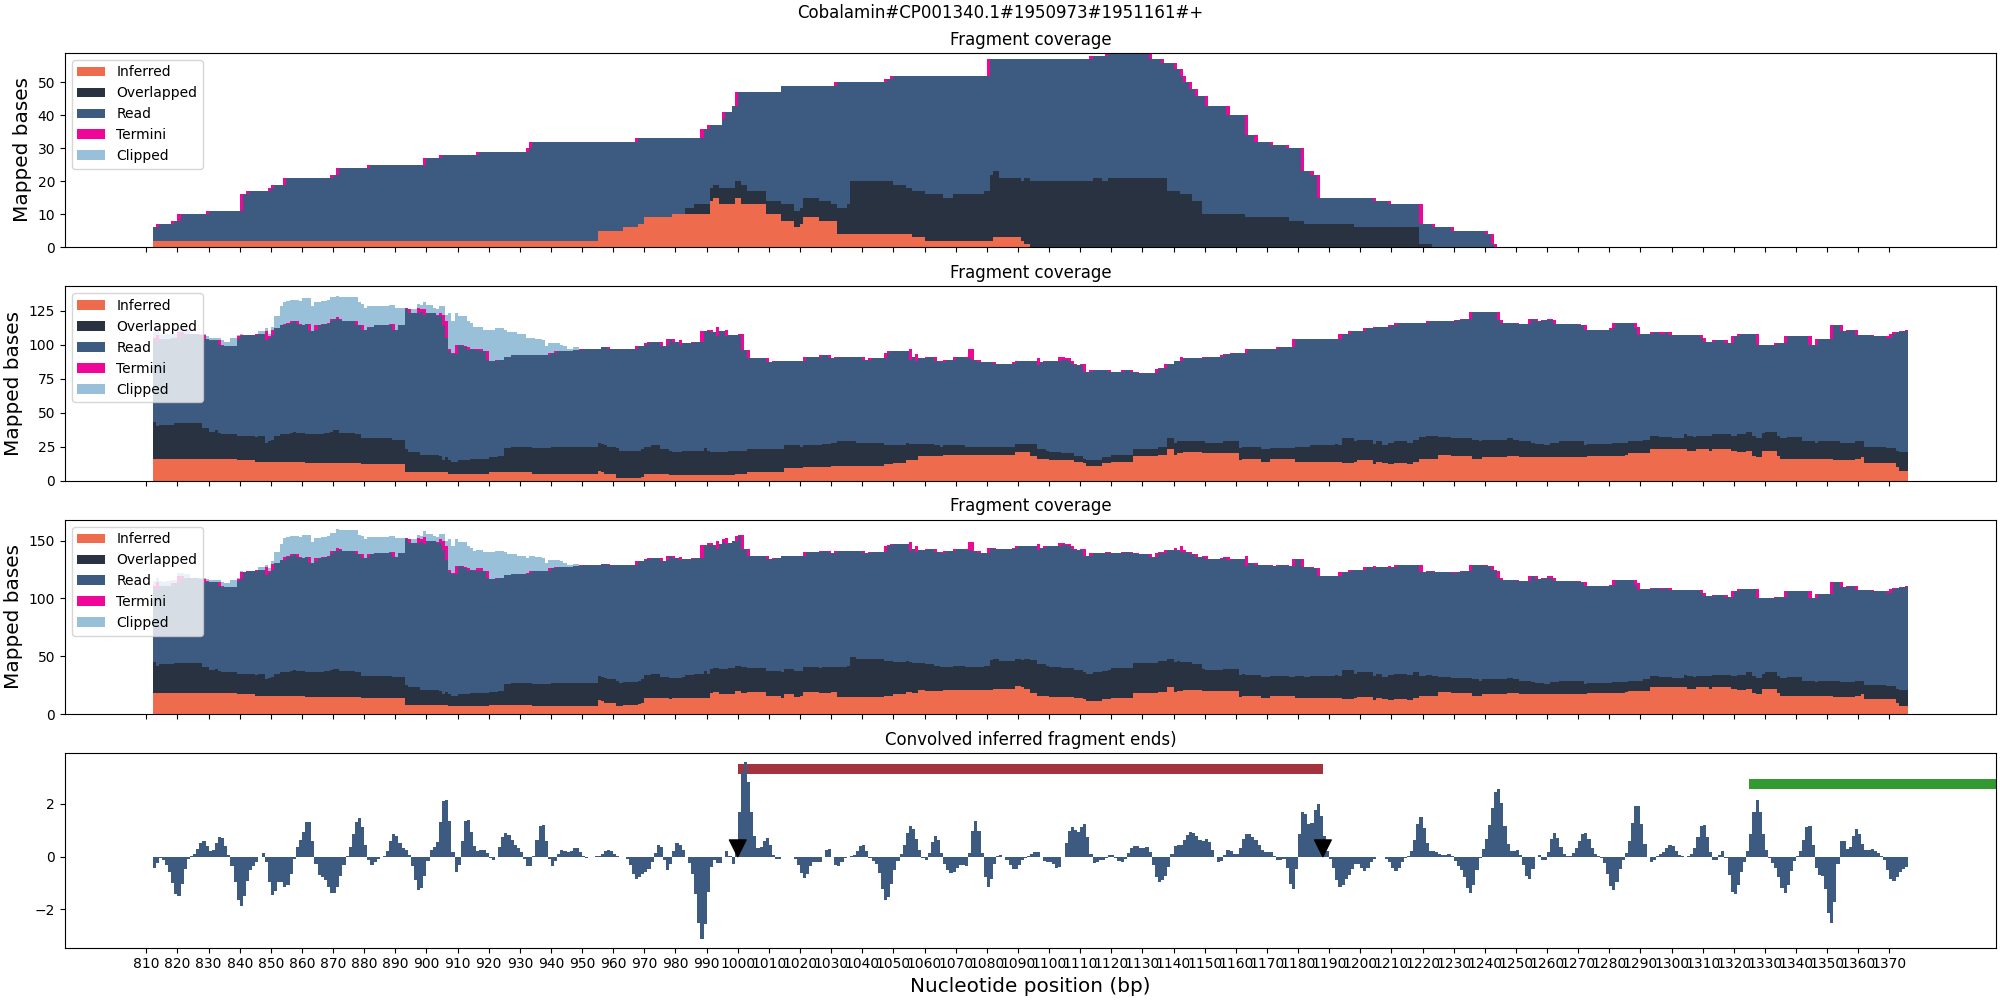 Cobalamin#CP001340.1#1950973#1951161#+
Fragment coverage
Mapped bases
50
40
30
20
10
0
Inferred
Overlapped
Read
Termini
Clipped
Fragment coverage
Mapped bases
125
100
75
50
25
0
Inferred
Overlapped
Read
Termini
Clipped
Fragment coverage
Mapped bases
150
100
50
0
Inferred
Overlapped
Read
Termini
Clipped
Convolved inferred fragment ends)
2
0
−2
810 820 830 840 850 860 870 880 890 900 910 920 930 940 950 960 970 980 990 1000 1010 1020 1030 1040 1050 1060 1070 1080 1090 1100 1110 1120 1130 1140 1150 1160 1170 1180 1190 1200 1210 1220 1230 1240 1250 1260 1270 1280 1290 1300 1310 1320 1330 1340 1350 1360 1370
Nucleotide position (bp)